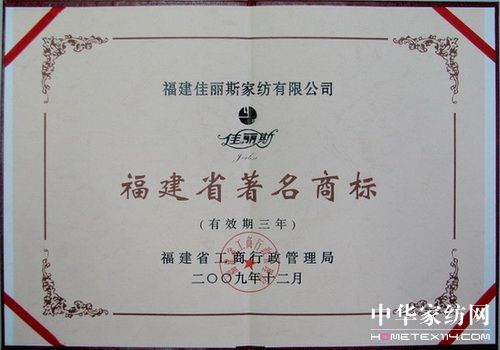 福建佳丽斯家纺有限公司
佳丽斯
福建省著名商标
(有效期三年)
福建省工商行政管理局
二〇〇九年十二月
中华家纺网
HOMETEX114.COM